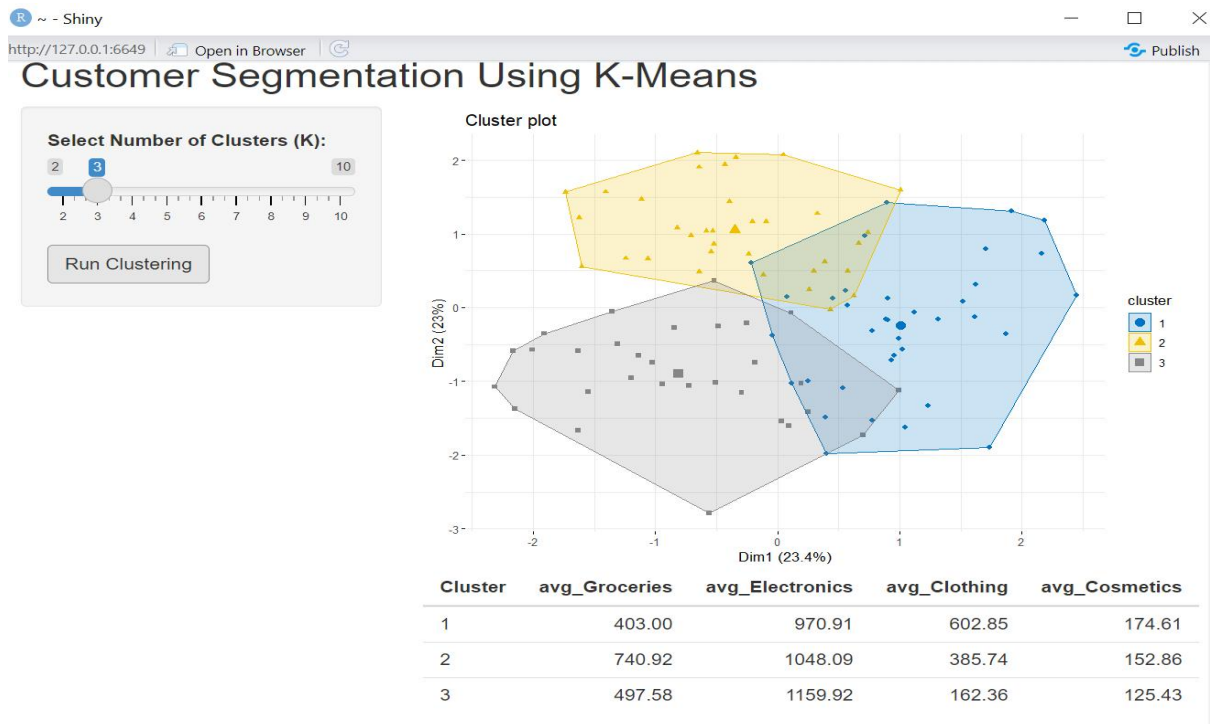 R ~ - Shiny
http://127.0.0.1:6649 Open in Browser Publish
Customer Segmentation Using K-Means
Select Number of Clusters (K):
2 3 10
2 3 4 5 6 7 8 9 10
Run Clustering
Cluster plot
2
1
0
-1
-2
-3
Dim2 (23%)
-2 -1 0 1 2
Dim1 (23.4%)
cluster
1
2
3
Cluster avg_Groceries avg_Electronics avg_Clothing avg_Cosmetics
1 403.00 970.91 602.85 174.61
2 740.92 1048.09 385.74 152.86
3 497.58 1159.92 162.36 125.43